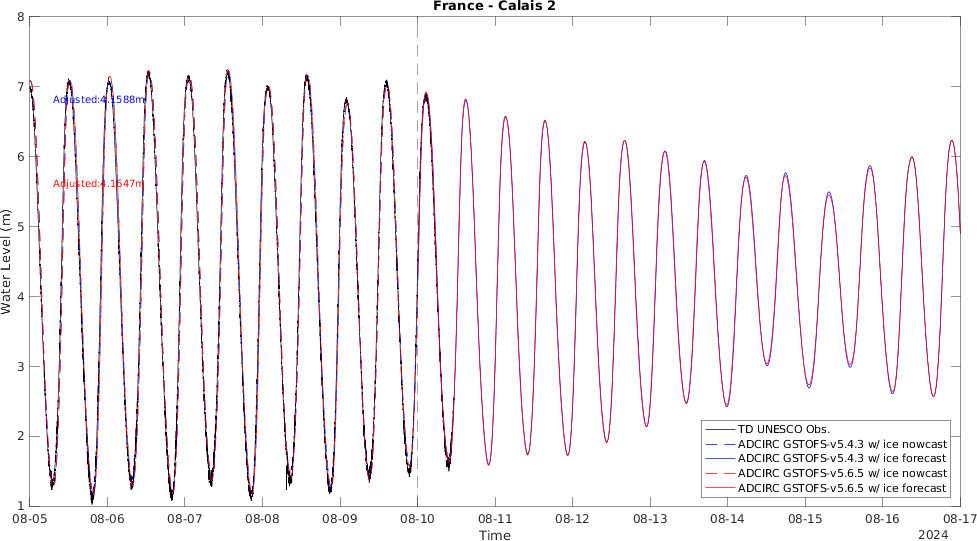 France - Calais 2
8
7
6
5
4
3
2
1
Water Level (m)
Adjusted:4.1588m
Adjusted:4.1647m
TD UNESCO Obs.
ADCIRC GSTOFS-v5.4.3 w/ ice nowcast
ADCIRC GSTOFS-v5.4.3 w/ ice forecast
ADCIRC GSTOFS-v5.6.5 w/ ice nowcast
ADCIRC GSTOFS-v5.6.5 w/ ice forecast
08-05 08-06 08-07 08-08 08-09 08-10 08-11 08-12 08-13 08-14 08-15 08-16 08-17
Time
2024